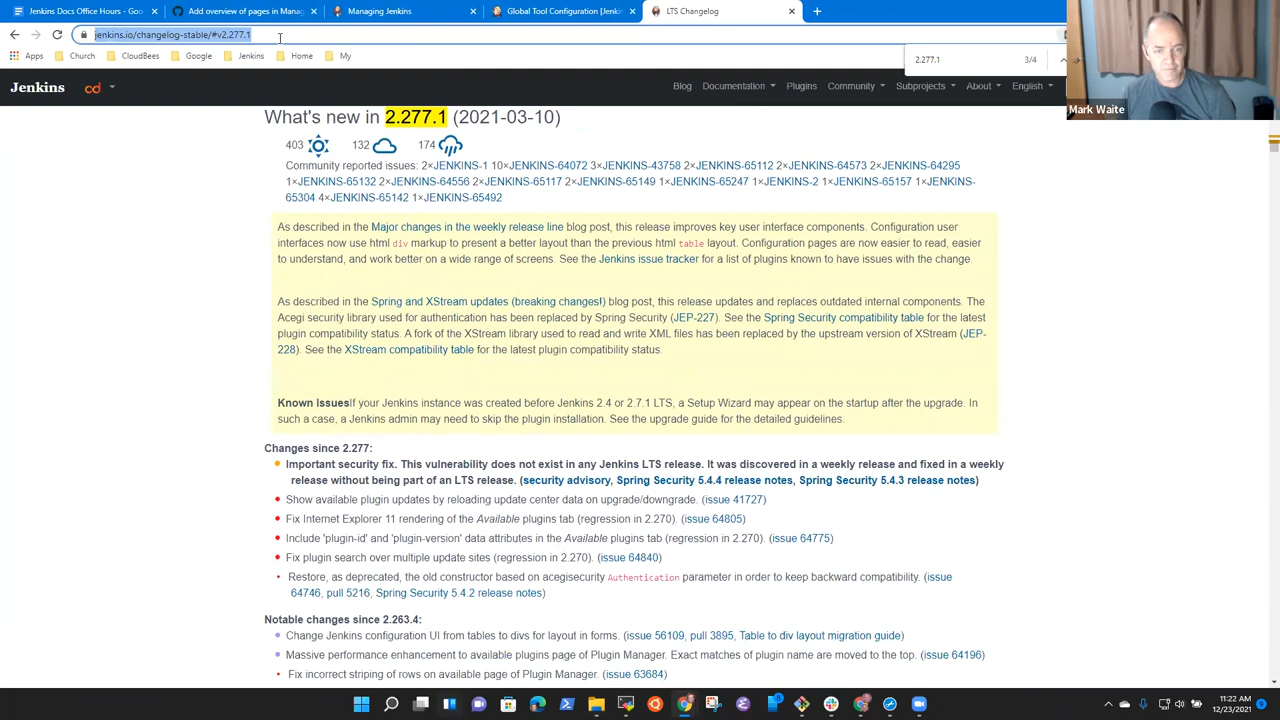 Jenkins Docs Office Hours - Goo
Add overview of pages in Manag
Managing Jenkins
Global Tool Configuration [Jenkin
LTS Changelog
jenkins.io/changelog-stable/#v2.277.1
Apps
Church
CloudBees
Google
Jenkins
Home
My
2.277.1
3/4
Mark Waite
Jenkins
cd
Blog
Documentation
Plugins
Community
Subprojects
About
English
What's new in 2.277.1 (2021-03-10)
403
132
174
Community reported issues: 2×JENKINS-1 10×JENKINS-64072 3×JENKINS-43758 2×JENKINS-65112 2×JENKINS-64573 2×JENKINS-64295
1×JENKINS-65132 2×JENKINS-64556 2×JENKINS-65117 2×JENKINS-65149 1×JENKINS-65247 1×JENKINS-2 1×JENKINS-65157 1×JENKINS-
65304 4×JENKINS-65142 1×JENKINS-65492
As described in the Major changes in the weekly release line blog post, this release improves key user interface components. Configuration user
interfaces now use html div markup to present a better layout than the previous html table layout. Configuration pages are now easier to read, easier
to understand, and work better on a wide range of screens. See the Jenkins issue tracker for a list of plugins known to have issues with the change.
As described in the Spring and XStream updates (breaking changes!) blog post, this release updates and replaces outdated internal components. The
Acegi security library used for authentication has been replaced by Spring Security (JEP-227). See the Spring Security compatibility table for the latest
plugin compatibility status. A fork of the XStream library used to read and write XML files has been replaced by the upstream version of XStream (JEP-
228). See the XStream compatibility table for the latest plugin compatibility status.
Known IssuesIf your Jenkins instance was created before Jenkins 2.4 or 2.7.1 LTS, a Setup Wizard may appear on the startup after the upgrade. In
such a case, a Jenkins admin may need to skip the plugin installation. See the upgrade guide for the detailed guidelines.
Changes since 2.277:
Important security fix. This vulnerability does not exist in any Jenkins LTS release. It was discovered in a weekly release and fixed in a weekly
release without being part of an LTS release. (security advisory, Spring Security 5.4.4 release notes, Spring Security 5.4.3 release notes)
Show available plugin updates by reloading update center data on upgrade/downgrade. (issue 41727)
Fix Internet Explorer 11 rendering of the Available plugins tab (regression in 2.270). (issue 64805)
Include 'plugin-id' and 'plugin-version' data attributes in the Available plugins tab (regression in 2.270). (issue 64775)
Fix plugin search over multiple update sites (regression in 2.270). (issue 64840)
Restore, as deprecated, the old constructor based on acegisecurity Authentication parameter in order to keep backward compatibility. (issue
64746, pull 5216, Spring Security 5.4.2 release notes)
Notable changes since 2.263.4:
Change Jenkins configuration UI from tables to divs for layout in forms. (issue 56109, pull 3895, Table to div layout migration guide)
Massive performance enhancement to available plugins page of Plugin Manager. Exact matches of plugin name are moved to the top. (issue 64196)
Fix incorrect striping of rows on available page of Plugin Manager. (issue 63684)
11:22 AM
12/23/2021